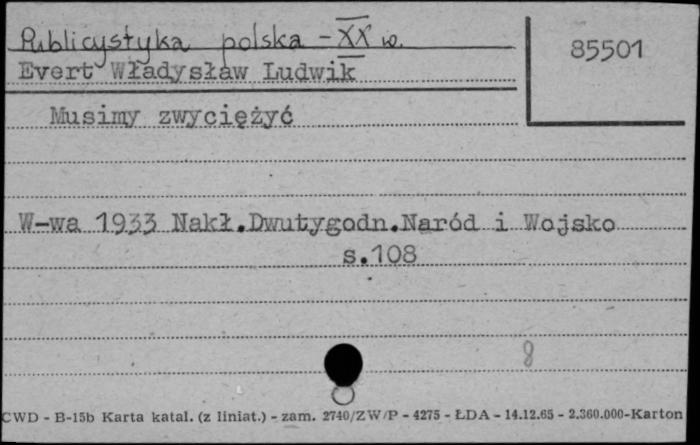 Publicystyka polska - XX w.
85501
Evert Władysław Ludwik
Musimy zwyciężyć
W-wa 1933 Nakł.Dwutygodn.Naród i Wojsko
s.108
8
CWD - B-15b Karta katal. (z liniat.) - zam. 2740/ZW/P - 4275 - ŁDA - 14.12.65 - 2.360.000-Karton